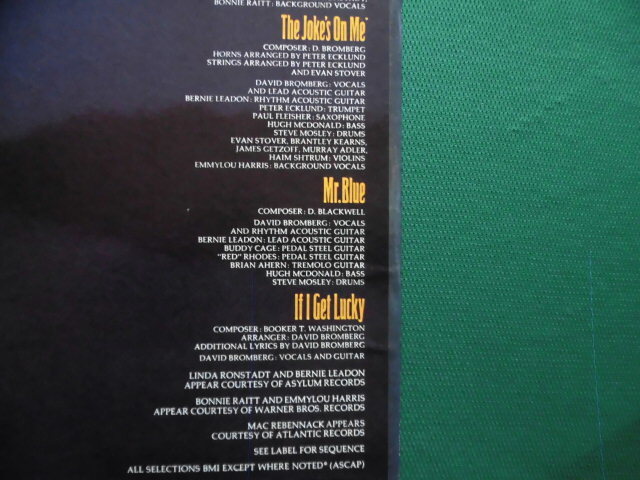 BONNIE RAITT: BACKGROUND VOCALS
The Joke's On Me*
COMPOSER: D. BROMBERG
HORNS ARRANGED BY PETER ECKLUND
STRINGS ARRANGED BY PETER ECKLUND
AND EVAN STOVER
DAVID BROMBERG: VOCALS
AND LEAD ACOUSTIC GUITAR
BERNIE LEADON: RHYTHM ACOUSTIC GUITAR
PETER ECKLUND: TRUMPET
PAUL FLEISHER: SAXOPHONE
HUGH MCDONALD: BASS
STEVE MOSLEY: DRUMS
EVAN STOVER, BRANTLEY KEARNS,
JAMES GETZOFF, MURRAY ADLER,
HAIM SHTRUM: VIOLINS
EMMYLOU HARRIS: BACKGROUND VOCALS
Mr. Blue
COMPOSER: D. BLACKWELL
DAVID BROMBERG: VOCALS
AND RHYTHM ACOUSTIC GUITAR
BERNIE LEADON: LEAD ACOUSTIC GUITAR
BUDDY CAGE: PEDAL STEEL GUITAR
"RED" RHODES: PEDAL STEEL GUITAR
BRIAN AHERN: TREMOLO GUITAR
HUGH MCDONALD: BASS
STEVE MOSLEY: DRUMS
If I Get Lucky
COMPOSER: BOOKER T. WASHINGTON
ARRANGER: DAVID BROMBERG
ADDITIONAL LYRICS BY DAVID BROMBERG
DAVID BROMBERG: VOCALS AND GUITAR
LINDA RONSTADT AND BERNIE LEADON
APPEAR COURTESY OF ASYLUM RECORDS
BONNIE RAITT AND EMMYLOU HARRIS
APPEAR COURTESY OF WARNER BROS. RECORDS
MAC REBENNACK APPEARS
COURTESY OF ATLANTIC RECORDS
SEE LABEL FOR SEQUENCE
ALL SELECTIONS BMI EXCEPT WHERE NOTED* (ASCAP)